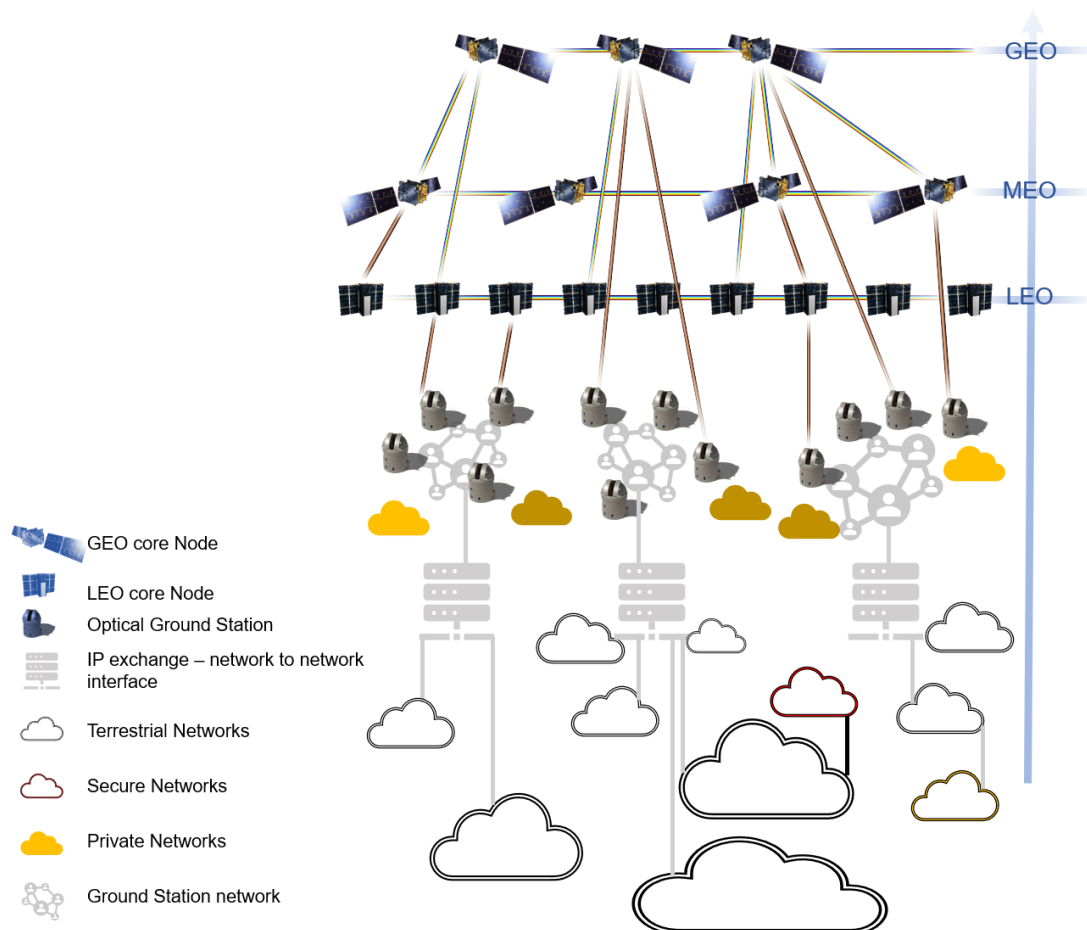 GEO
MEO
LEO
GEO core Node
LEO core Node
Optical Ground Station
IP exchange – network to network
interface
Terrestrial Networks
Secure Networks
Private Networks
Ground Station network